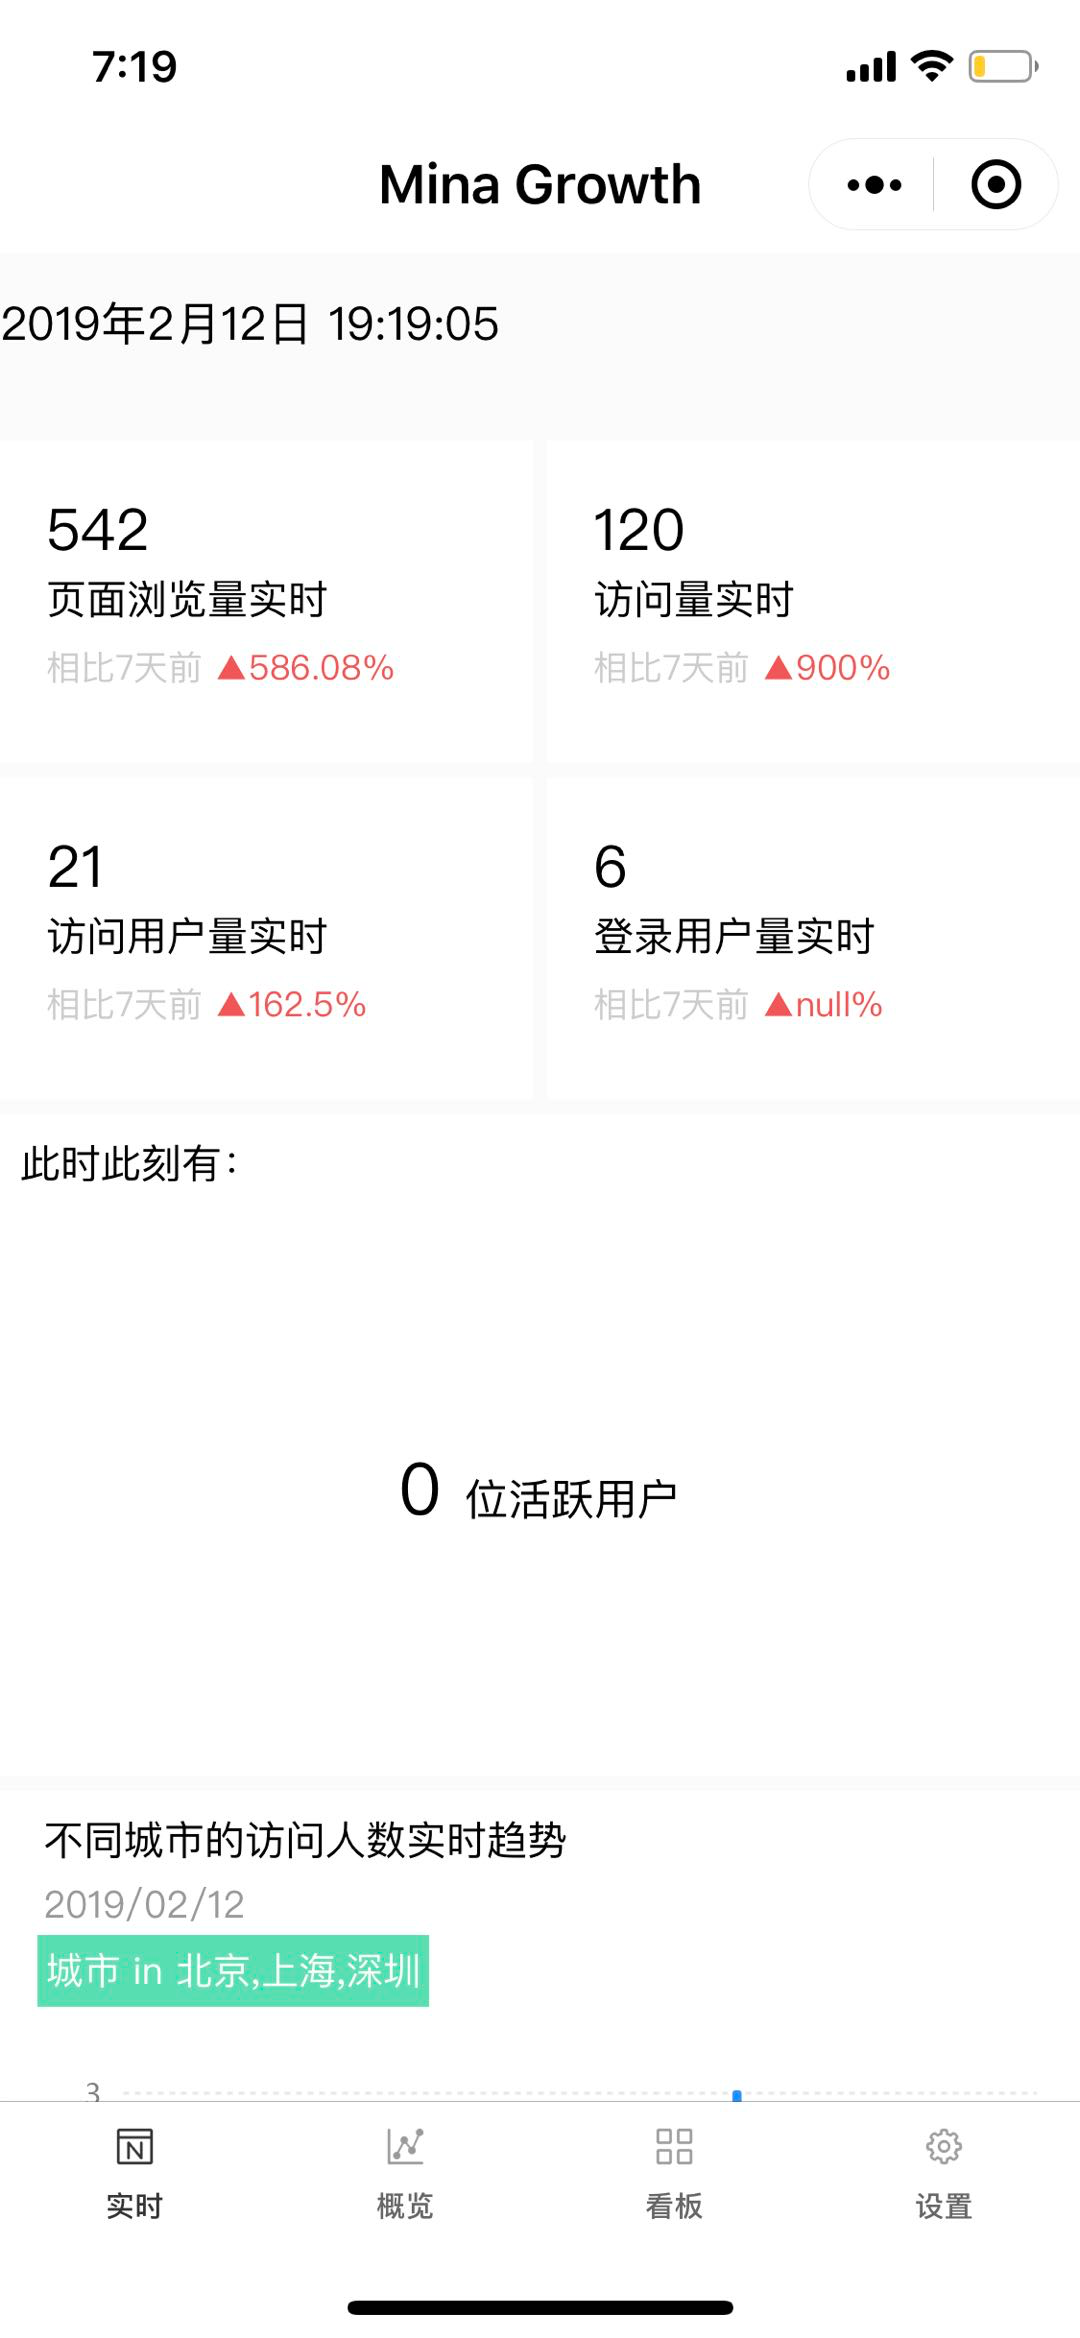 7:19
Mina Growth
2019年2月12日 19:19:05
542
页面浏览量实时
相比7天前 ▲586.08%
120
访问量实时
相比7天前 ▲900%
21
访问用户量实时
相比7天前 ▲162.5%
6
登录用户量实时
相比7天前 ▲null%
此时此刻有：
0 位活跃用户
不同城市的访问人数实时趋势
2019/02/12
城市 in 北京,上海,深圳
3
实时
概览
看板
设置